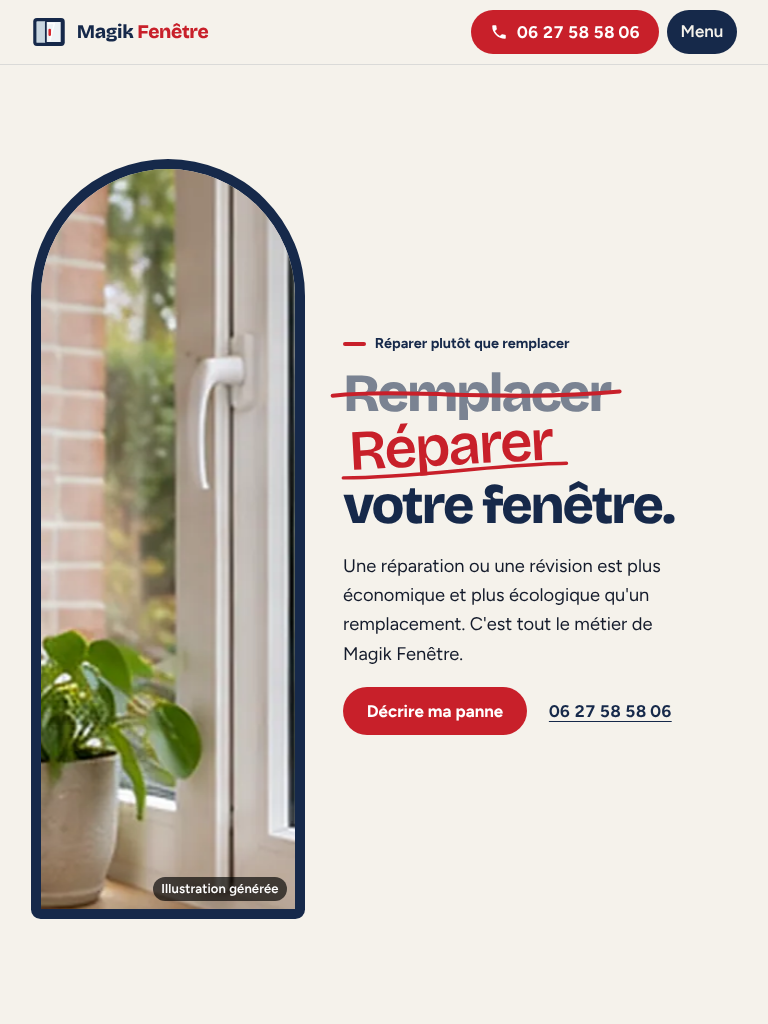 Magik Fenêtre
06 27 58 58 06
Menu
Réparer plutôt que remplacer
Remplacer
Réparer
votre fenêtre.
Une réparation ou une révision est plus
économique et plus écologique qu'un
remplacement. C'est tout le métier de
Magik Fenêtre.
Décrire ma panne
06 27 58 58 06
Illustration générée